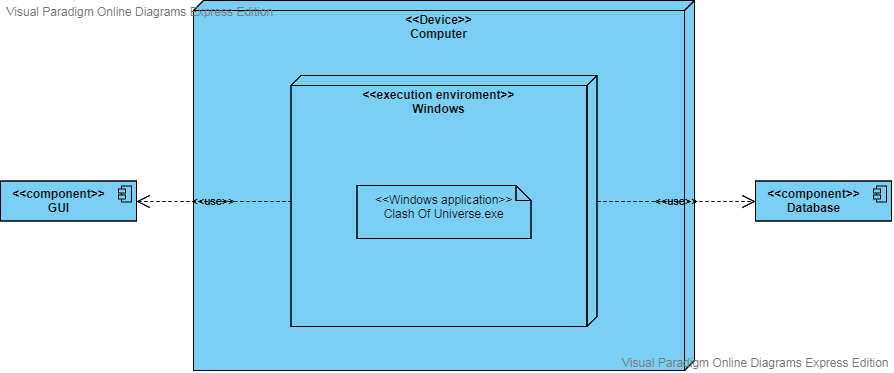 Visual Paradigm Online Diagrams Express Edition
<<Device>>
Computer
<<execution enviroment>>
Windows
<<component>>
GUI
<<use>>
<<Windows application>>
Clash Of Universe.exe
<<use>>
<<component>>
Database
Visual Paradigm Online Diagrams Express Edition